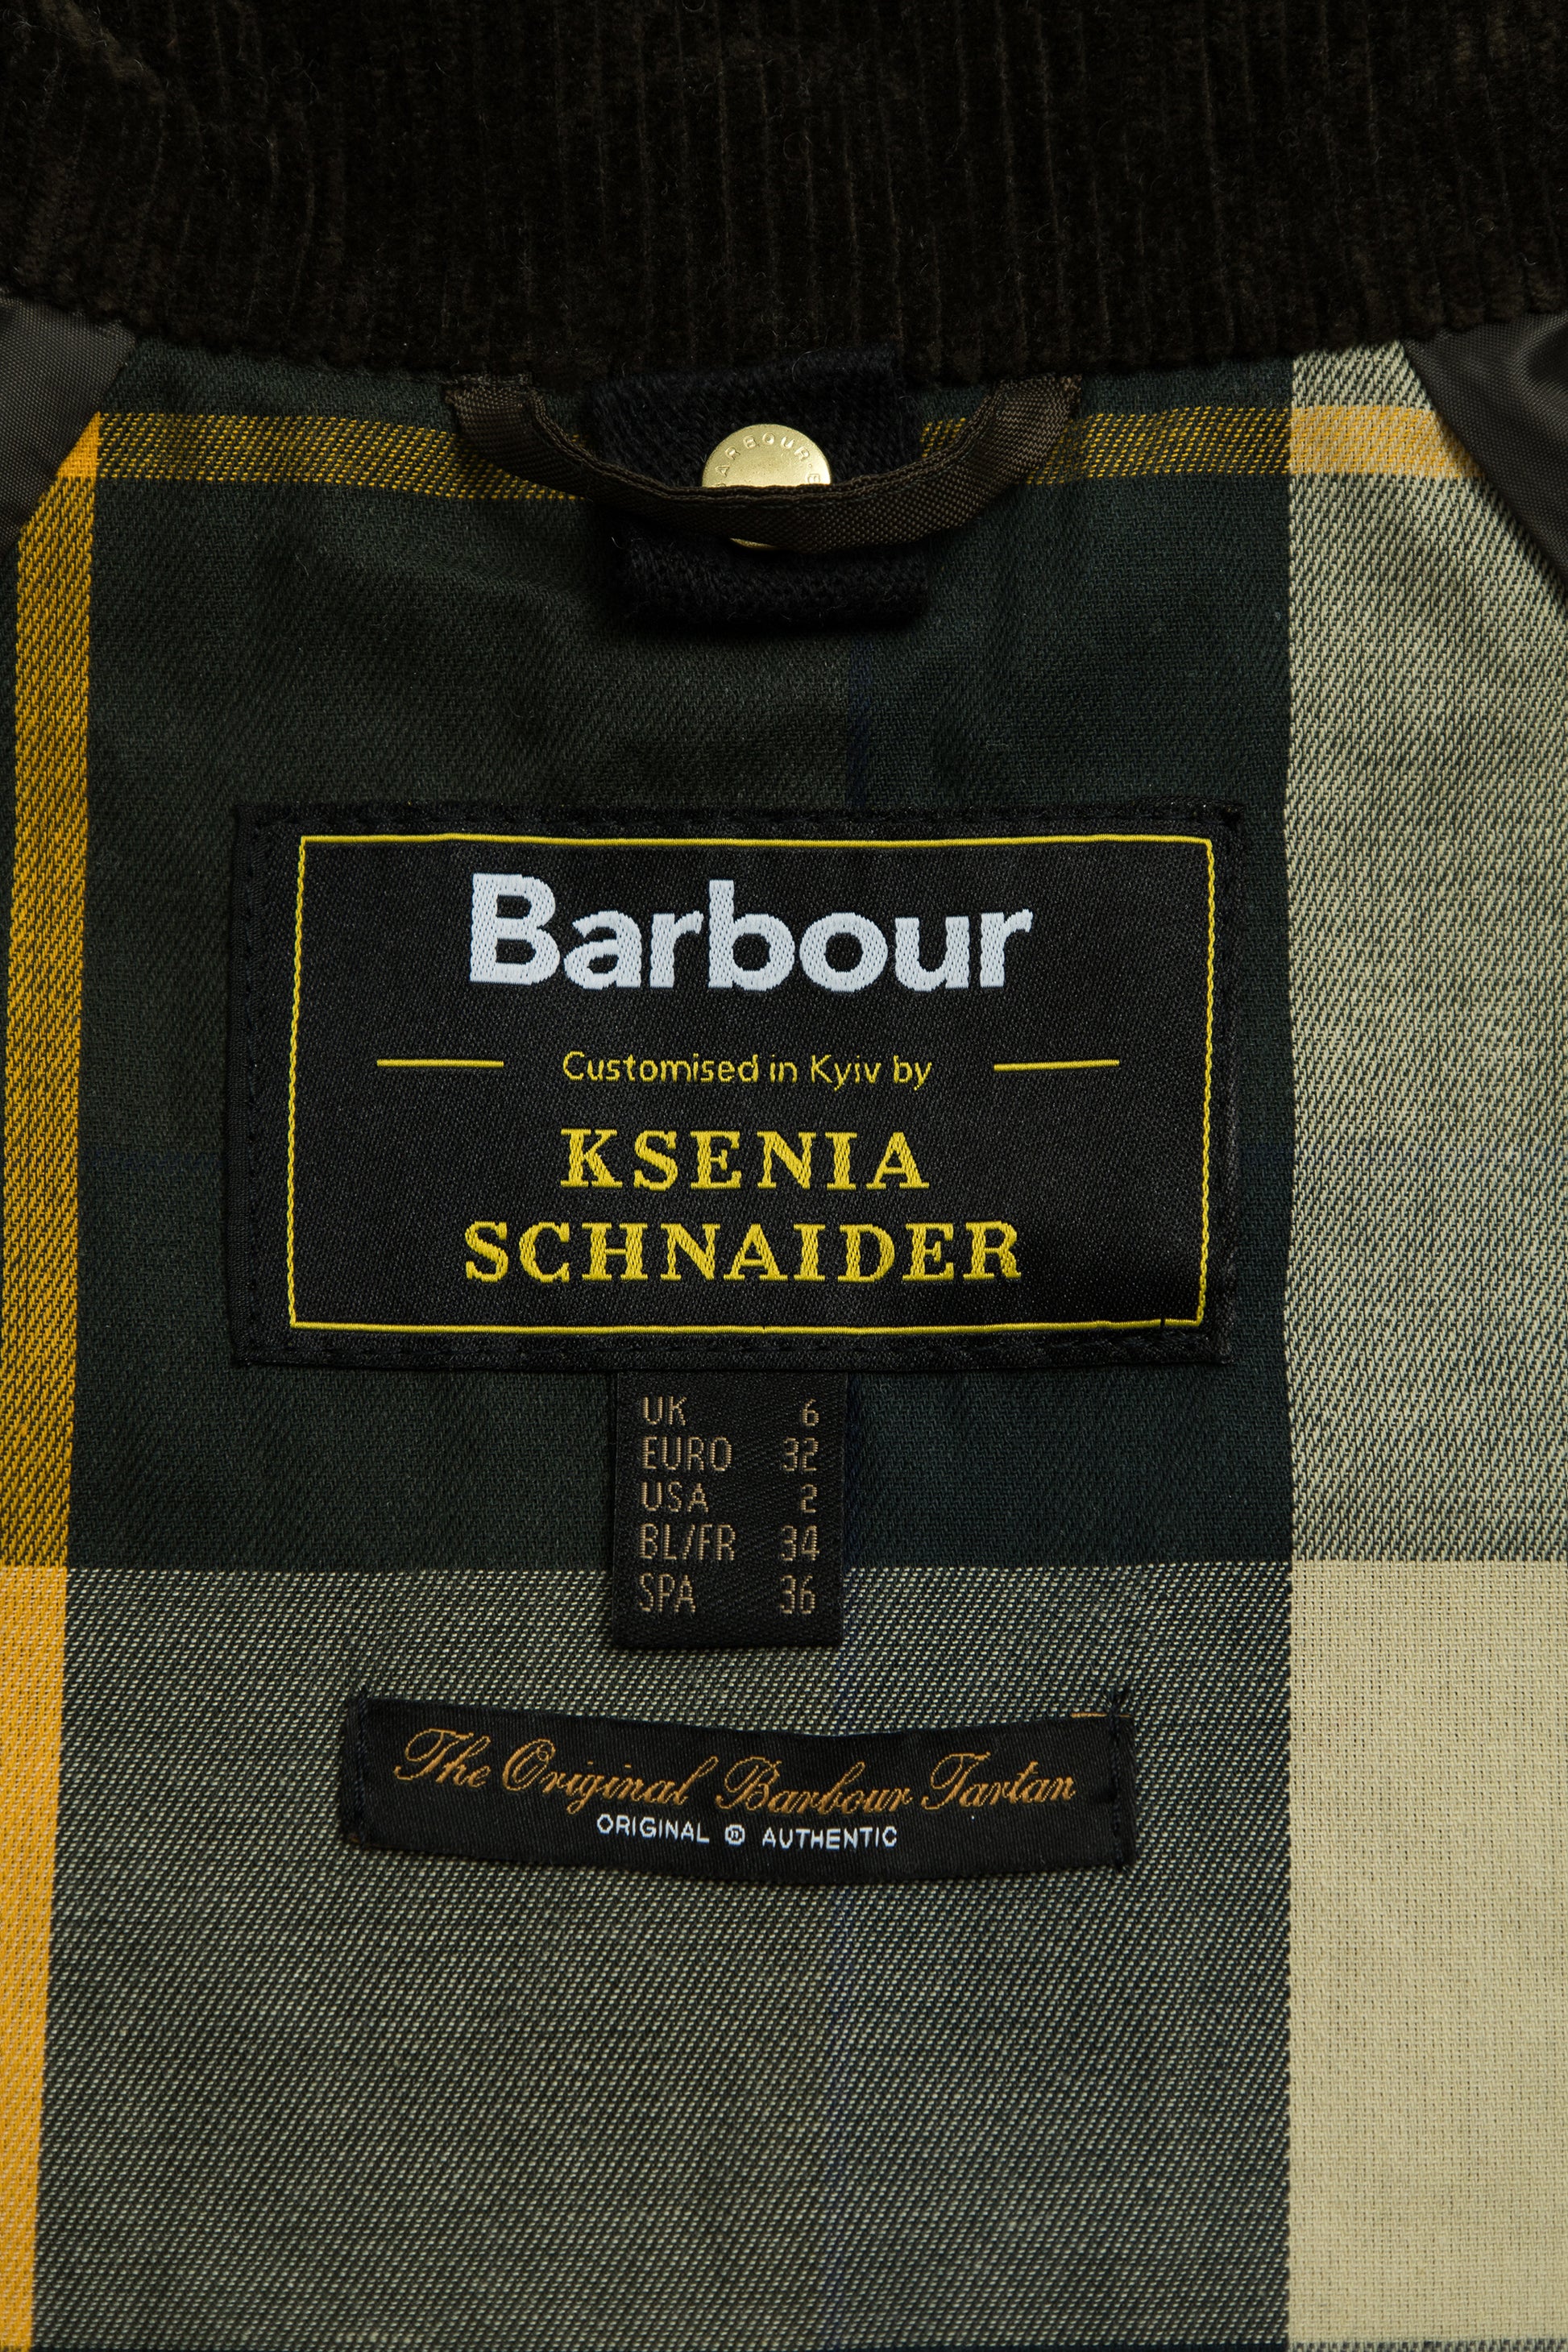 BARBOUR
Barbour
Customised in Kyiv by
KSENIA
SCHNAIDER
UK 6
EURO 32
USA 2
BL/FR 34
SPA 36
The Original Barbour Tartan
ORIGINAL ® AUTHENTIC